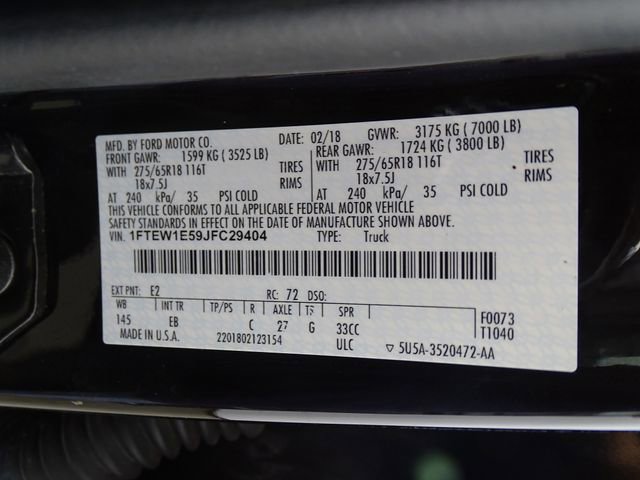 MFD. BY FORD MOTOR CO. DATE: 02/18 GVWR: 3175 KG ( 7000 LB)
FRONT GAWR: 1599 KG ( 3525 LB) REAR GAWR: 1724 KG ( 3800 LB)
WITH 275/65R18 116T TIRES WITH 275/65R18 116T TIRES
18x7.5J RIMS 18x7.5J RIMS
AT 240 kPa/ 35 PSI COLD AT 240 kPa/ 35 PSI COLD
THIS VEHICLE CONFORMS TO ALL APPLICABLE FEDERAL MOTOR VEHICLE
SAFETY STANDARDS IN EFFECT ON THE DATE OF MANUFACTURE SHOWN ABOVE.
VIN. 1FTEW1E59JFC29404 TYPE: Truck
EXT PNT: E2 RC: 72 DSO:
WB INT TR TP/PS R AXLE TR SPR F0073
145 EB C 27 G 33CC T1040
MADE IN U.S.A. 2201802123154 ULC ▽ 5U5A-3520472-AA